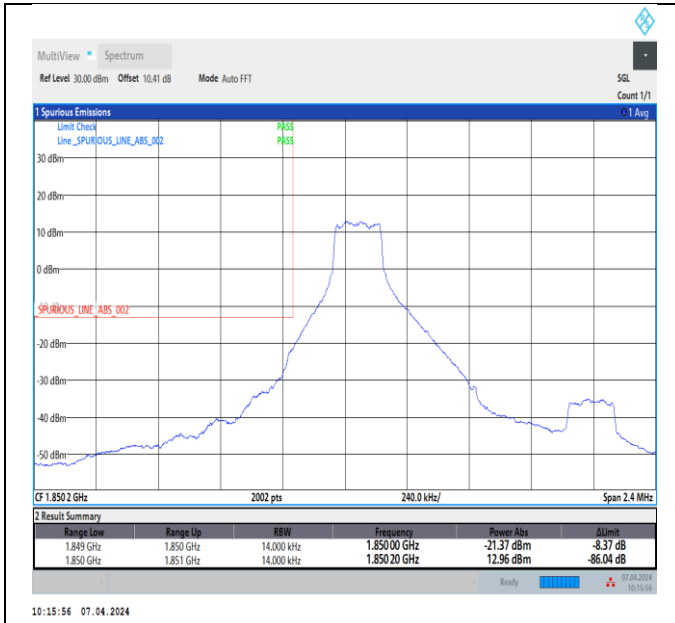 MultiView Spectrum
Ref Level 30.00 dBm Offset 10.41 dB Mode Auto FFT SGL
Count 1/1
1 Spurious Emissions 1 Avg
Limit Check PASS
Line _SPURIOUS_LINE_ABS_002 PASS
30 dBm
20 dBm
10 dBm
0 dBm
_SPURIOUS_LINE_ABS_002
-20 dBm
-30 dBm
-40 dBm
-50 dBm
CF 1.8502 GHz 2002 pts 240.0 kHz/ Span 2.4 MHz
2 Result Summary
Range Low Range Up RBW Frequency Power Abs ΔLimit
1.849 GHz 1.850 GHz 14.000 kHz 1.85000 GHz -21.37 dBm -8.37 dB
1.850 GHz 1.851 GHz 14.000 kHz 1.85020 GHz 12.96 dBm -86.04 dB
Ready 07.04.2024
10:15:56
10:15:56 07.04.2024